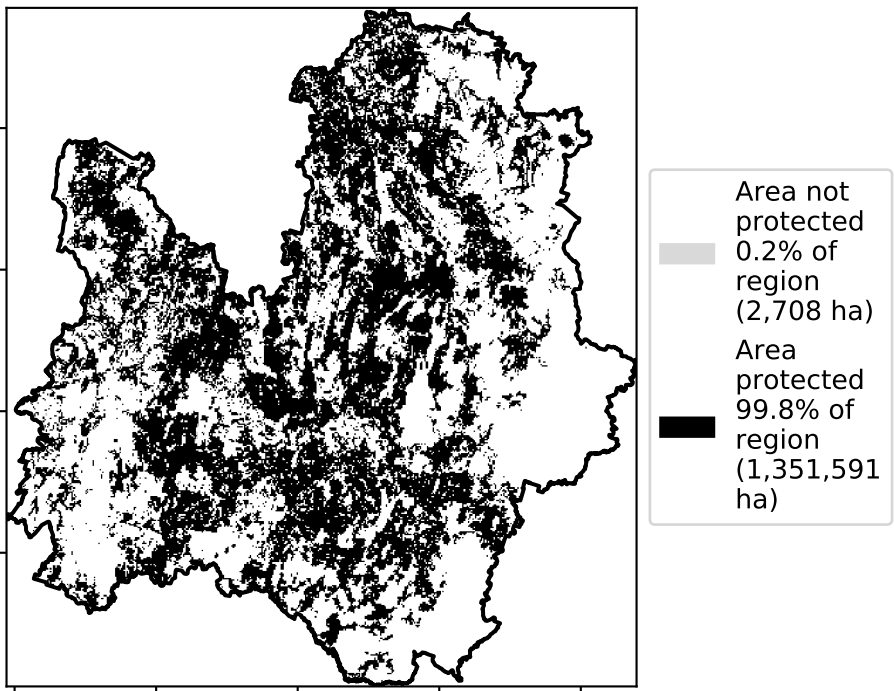 Area not
protected
0.2% of
region
(2,708 ha)
Area
protected
99.8% of
region
(1,351,591
ha)